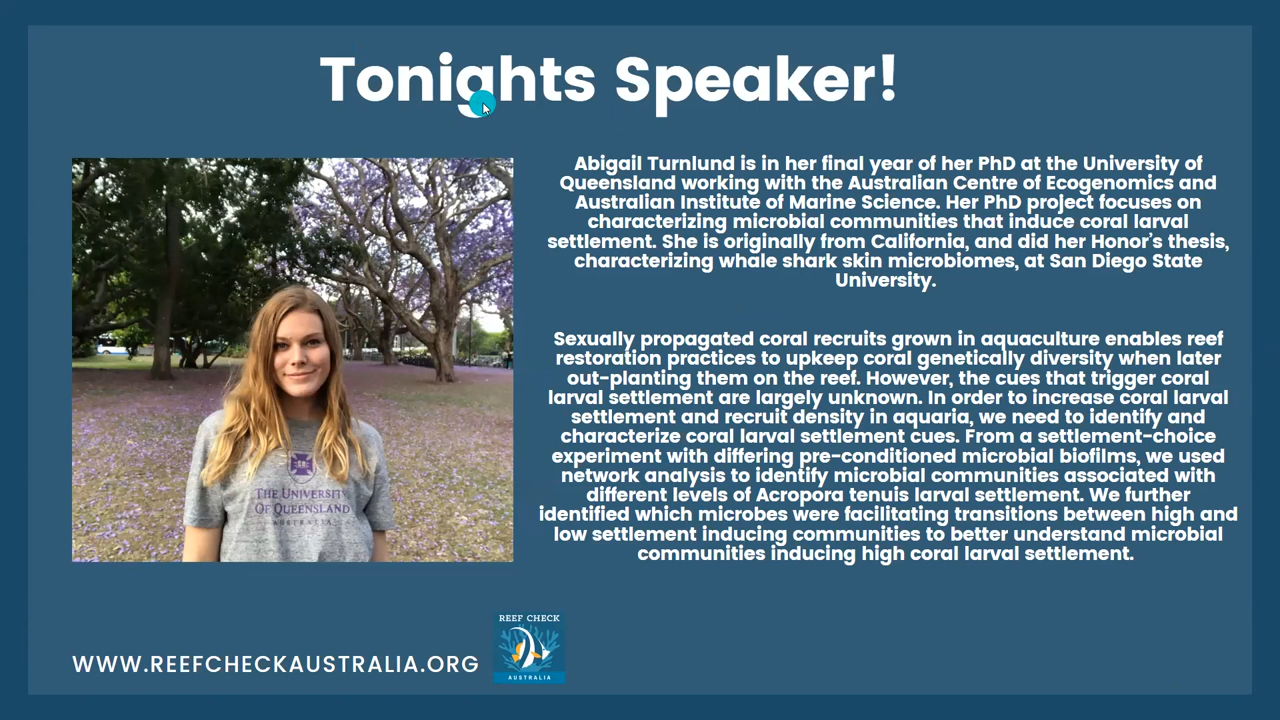 Tonights Speaker!
Abigail Turnlund is in her final year of her PhD at the University of
Queensland working with the Australian Centre of Ecogenomics and
Australian Institute of Marine Science. Her PhD project focuses on
characterizing microbial communities that induce coral larval
settlement. She is originally from California, and did her Honor's thesis,
characterizing whale shark skin microbiomes, at San Diego State
University.
Sexually propagated coral recruits grown in aquaculture enables reef
restoration practices to upkeep coral genetically diversity when later
out-planting them on the reef. However, the cues that trigger coral
larval settlement are largely unknown. In order to increase coral larval
settlement and recruit density in aquaria, we need to identify and
characterize coral larval settlement cues. From a settlement-choice
experiment with differing pre-conditioned microbial biofilms, we used
network analysis to identify microbial communities associated with
different levels of Acropora tenuis larval settlement. We further
identified which microbes were facilitating transitions between high and
low settlement inducing communities to better understand microbial
communities inducing high coral larval settlement.
THE UNIVERSIT
OF QUEENSLAND
AUSTRALIA
WWW.REEFCHECKAUSTRALIA.ORG
REEF CHECK
AUSTRALIA